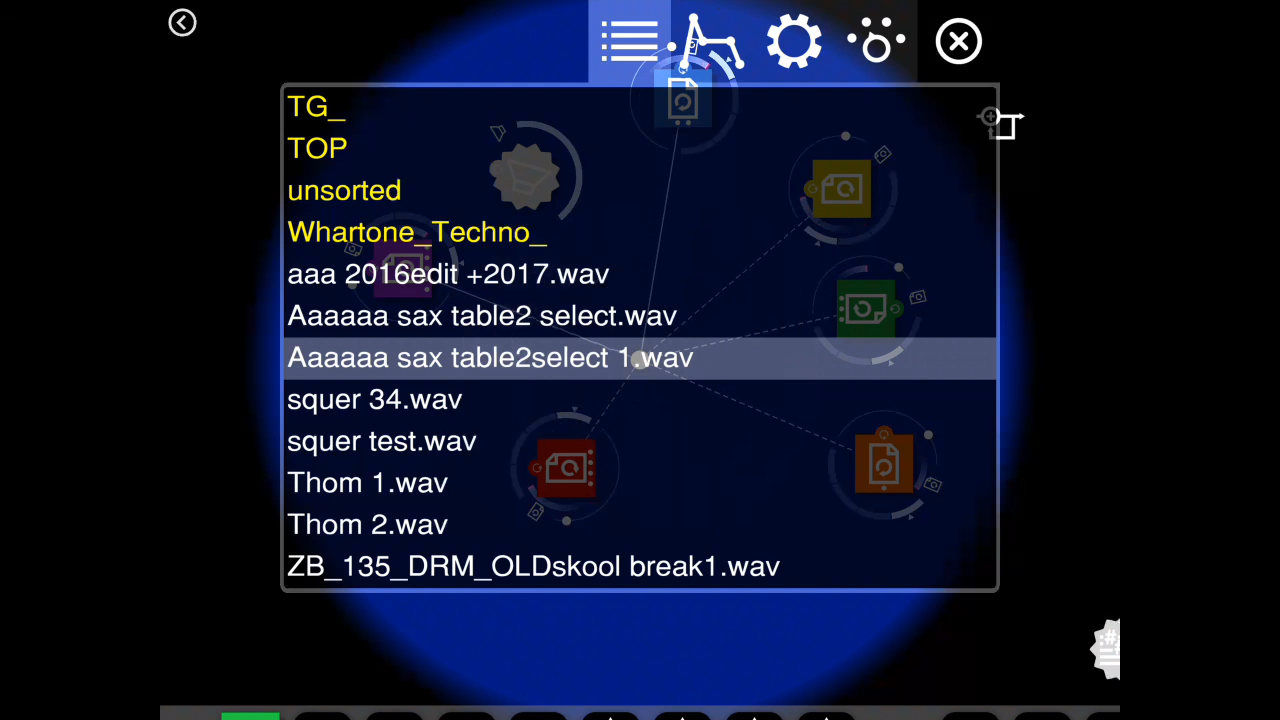 TG_
TOP
unsorted
Whartone_Techno_
aaa 2016edit +2017.wav
Aaaaaa sax table2 select.wav
Aaaaaa sax table2select 1.wav
squer 34.wav
squer test.wav
Thom 1.wav
Thom 2.wav
ZB_135_DRM_OLDskool break1.wav